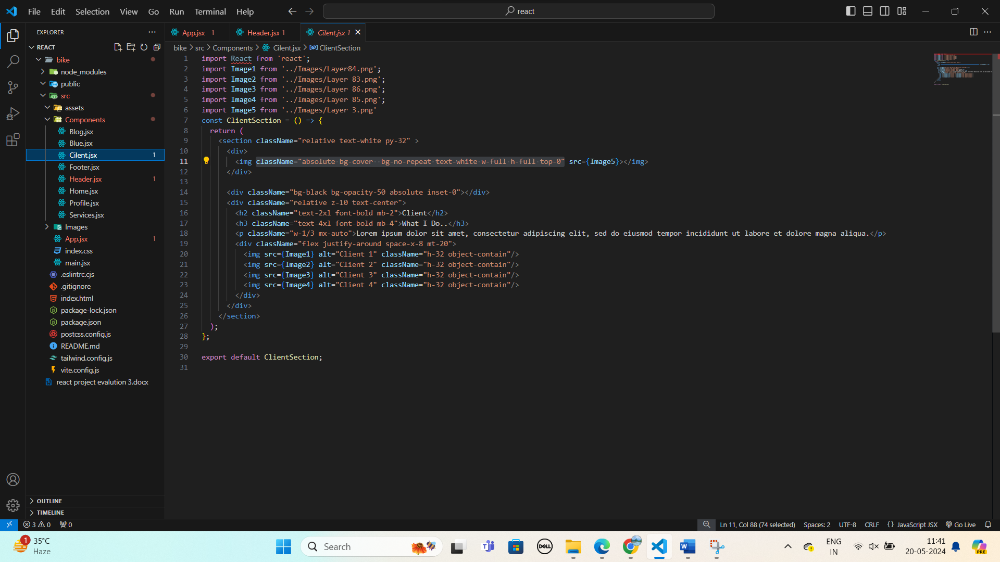 File Edit Selection View Go Run Terminal Help
react
EXPLORER
REACT
bike
node_modules
public
src
assets
Components
Blog.jsx
Blue.jsx
Cilent.jsx 1
Footer.jsx
Header.jsx 1
Home.jsx
Profile.jsx
Services.jsx
Images
App.jsx 1
index.css
main.jsx
.eslintrc.cjs
.gitignore
index.html
package-lock.json
package.json
postcss.config.js
README.md
tailwind.config.js
vite.config.js
react project evalution 3.docx
OUTLINE
TIMELINE
App.jsx 1 Header.jsx 1 Cilent.jsx 1
bike > src > Components > Cilent.jsx > ClientSection
1 import React from 'react';
2 import Image1 from '../Images/Layer84.png';
3 import Image2 from '../Images/Layer 83.png';
4 import Image3 from '../Images/Layer 86.png';
5 import Image4 from '../Images/Layer 85.png';
6 import Image5 from '../Images/Layer 3.png'
7 const ClientSection = () => {
8 return (
9 <section className="relative text-white py-32" >
10 <div>
11 <img className="absolute bg-cover  bg-no-repeat text-white w-full h-full top-0" src={Image5}></img>
12 </div>
13
14 <div className="bg-black bg-opacity-50 absolute inset-0"></div>
15 <div className="relative z-10 text-center">
16 <h2 className="text-2xl font-bold mb-2">Client</h2>
17 <h3 className="text-4xl font-bold mb-4">What I Do..</h3>
18 <p className="w-1/3 mx-auto">Lorem ipsum dolor sit amet, consectetur adipiscing elit, sed do eiusmod tempor incididunt ut labore et dolore magna aliqua.</p>
19 <div className="flex justify-around space-x-8 mt-20">
20 <img src={Image1} alt="Client 1" className="h-32 object-contain"/>
21 <img src={Image2} alt="Client 2" className="h-32 object-contain"/>
22 <img src={Image3} alt="Client 3" className="h-32 object-contain"/>
23 <img src={Image4} alt="Client 4" className="h-32 object-contain"/>
24 </div>
25 </div>
26 </section>
27 );
28 };
29
30 export default ClientSection;
31
3 0 0
Ln 11, Col 88 (74 selected) Spaces: 2 UTF-8 CRLF {} JavaScript JSX Go Live
1
35°C
Haze
Search
DELL
PRE
ENG
IN
11:41
20-05-2024